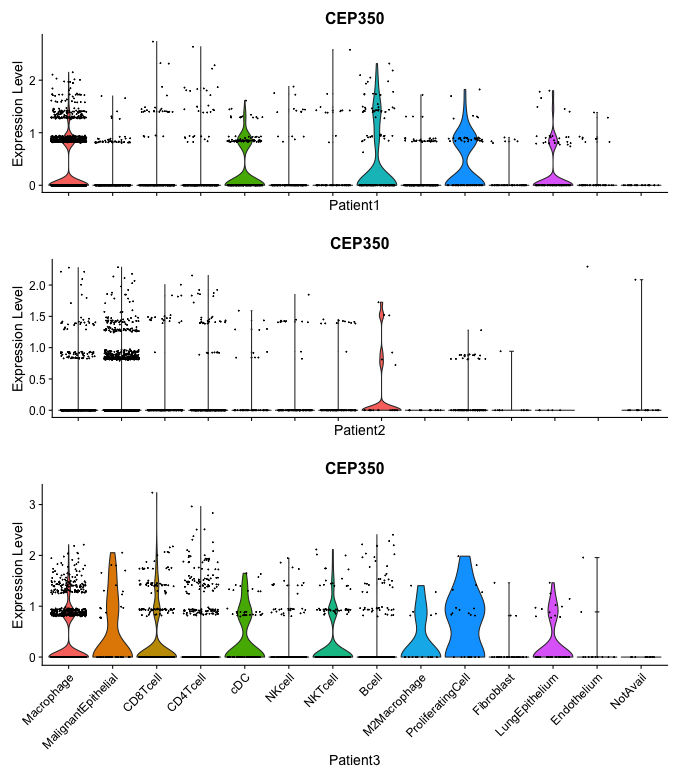 CEP350
Expression Level
2
1
0
Patient1
CEP350
Expression Level
2.0
1.5
1.0
0.5
0.0
Patient2
CEP350
Expression Level
3
2
1
0
Macrophage
MalignantEpithelial
CD8Tcell
CD4Tcell
cDC
NKcell
NKTcell
Bcell
M2Macrophage
ProliferatingCell
Fibroblast
LungEpithelium
Endothelium
NotAvail
Patient3